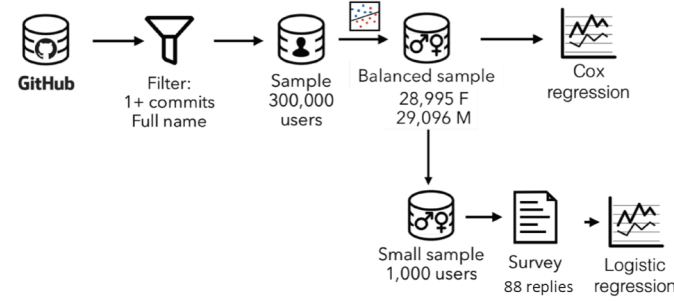 GitHub
Filter:
1+ commits
Full name
Sample
300,000
users
Balanced sample
28,995 F
29,096 M
Cox
regression
Small sample
1,000 users
Survey
88 replies
Logistic
regression